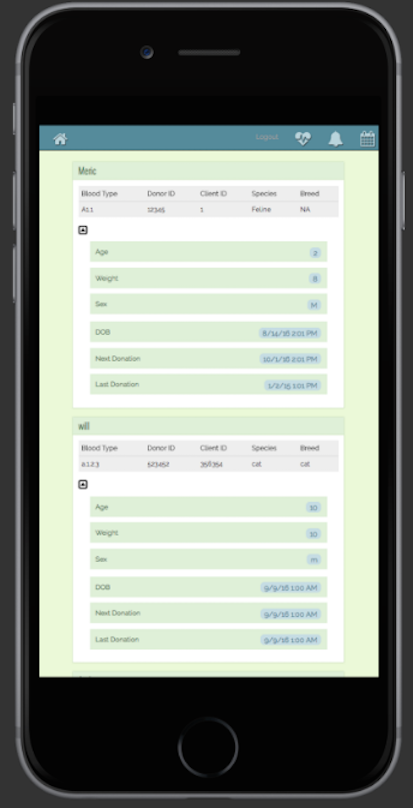 Logout
Meric
Blood Type Donor ID Client ID Species Breed
A1.1 12345 1 Feline NA
Age 2
Weight 8
Sex M
DOB 8/14/16 2:01 PM
Next Donation 10/1/16 2:01 PM
Last Donation 1/2/15 1:01 PM
will
Blood Type Donor ID Client ID Species Breed
a.1.2.3 523452 cat cat
Age 10
Weight 10
Sex m
DOB 9/9/16 1:00 AM
Next Donation 9/9/16 1:00 AM
Last Donation 9/9/16 1:00 AM